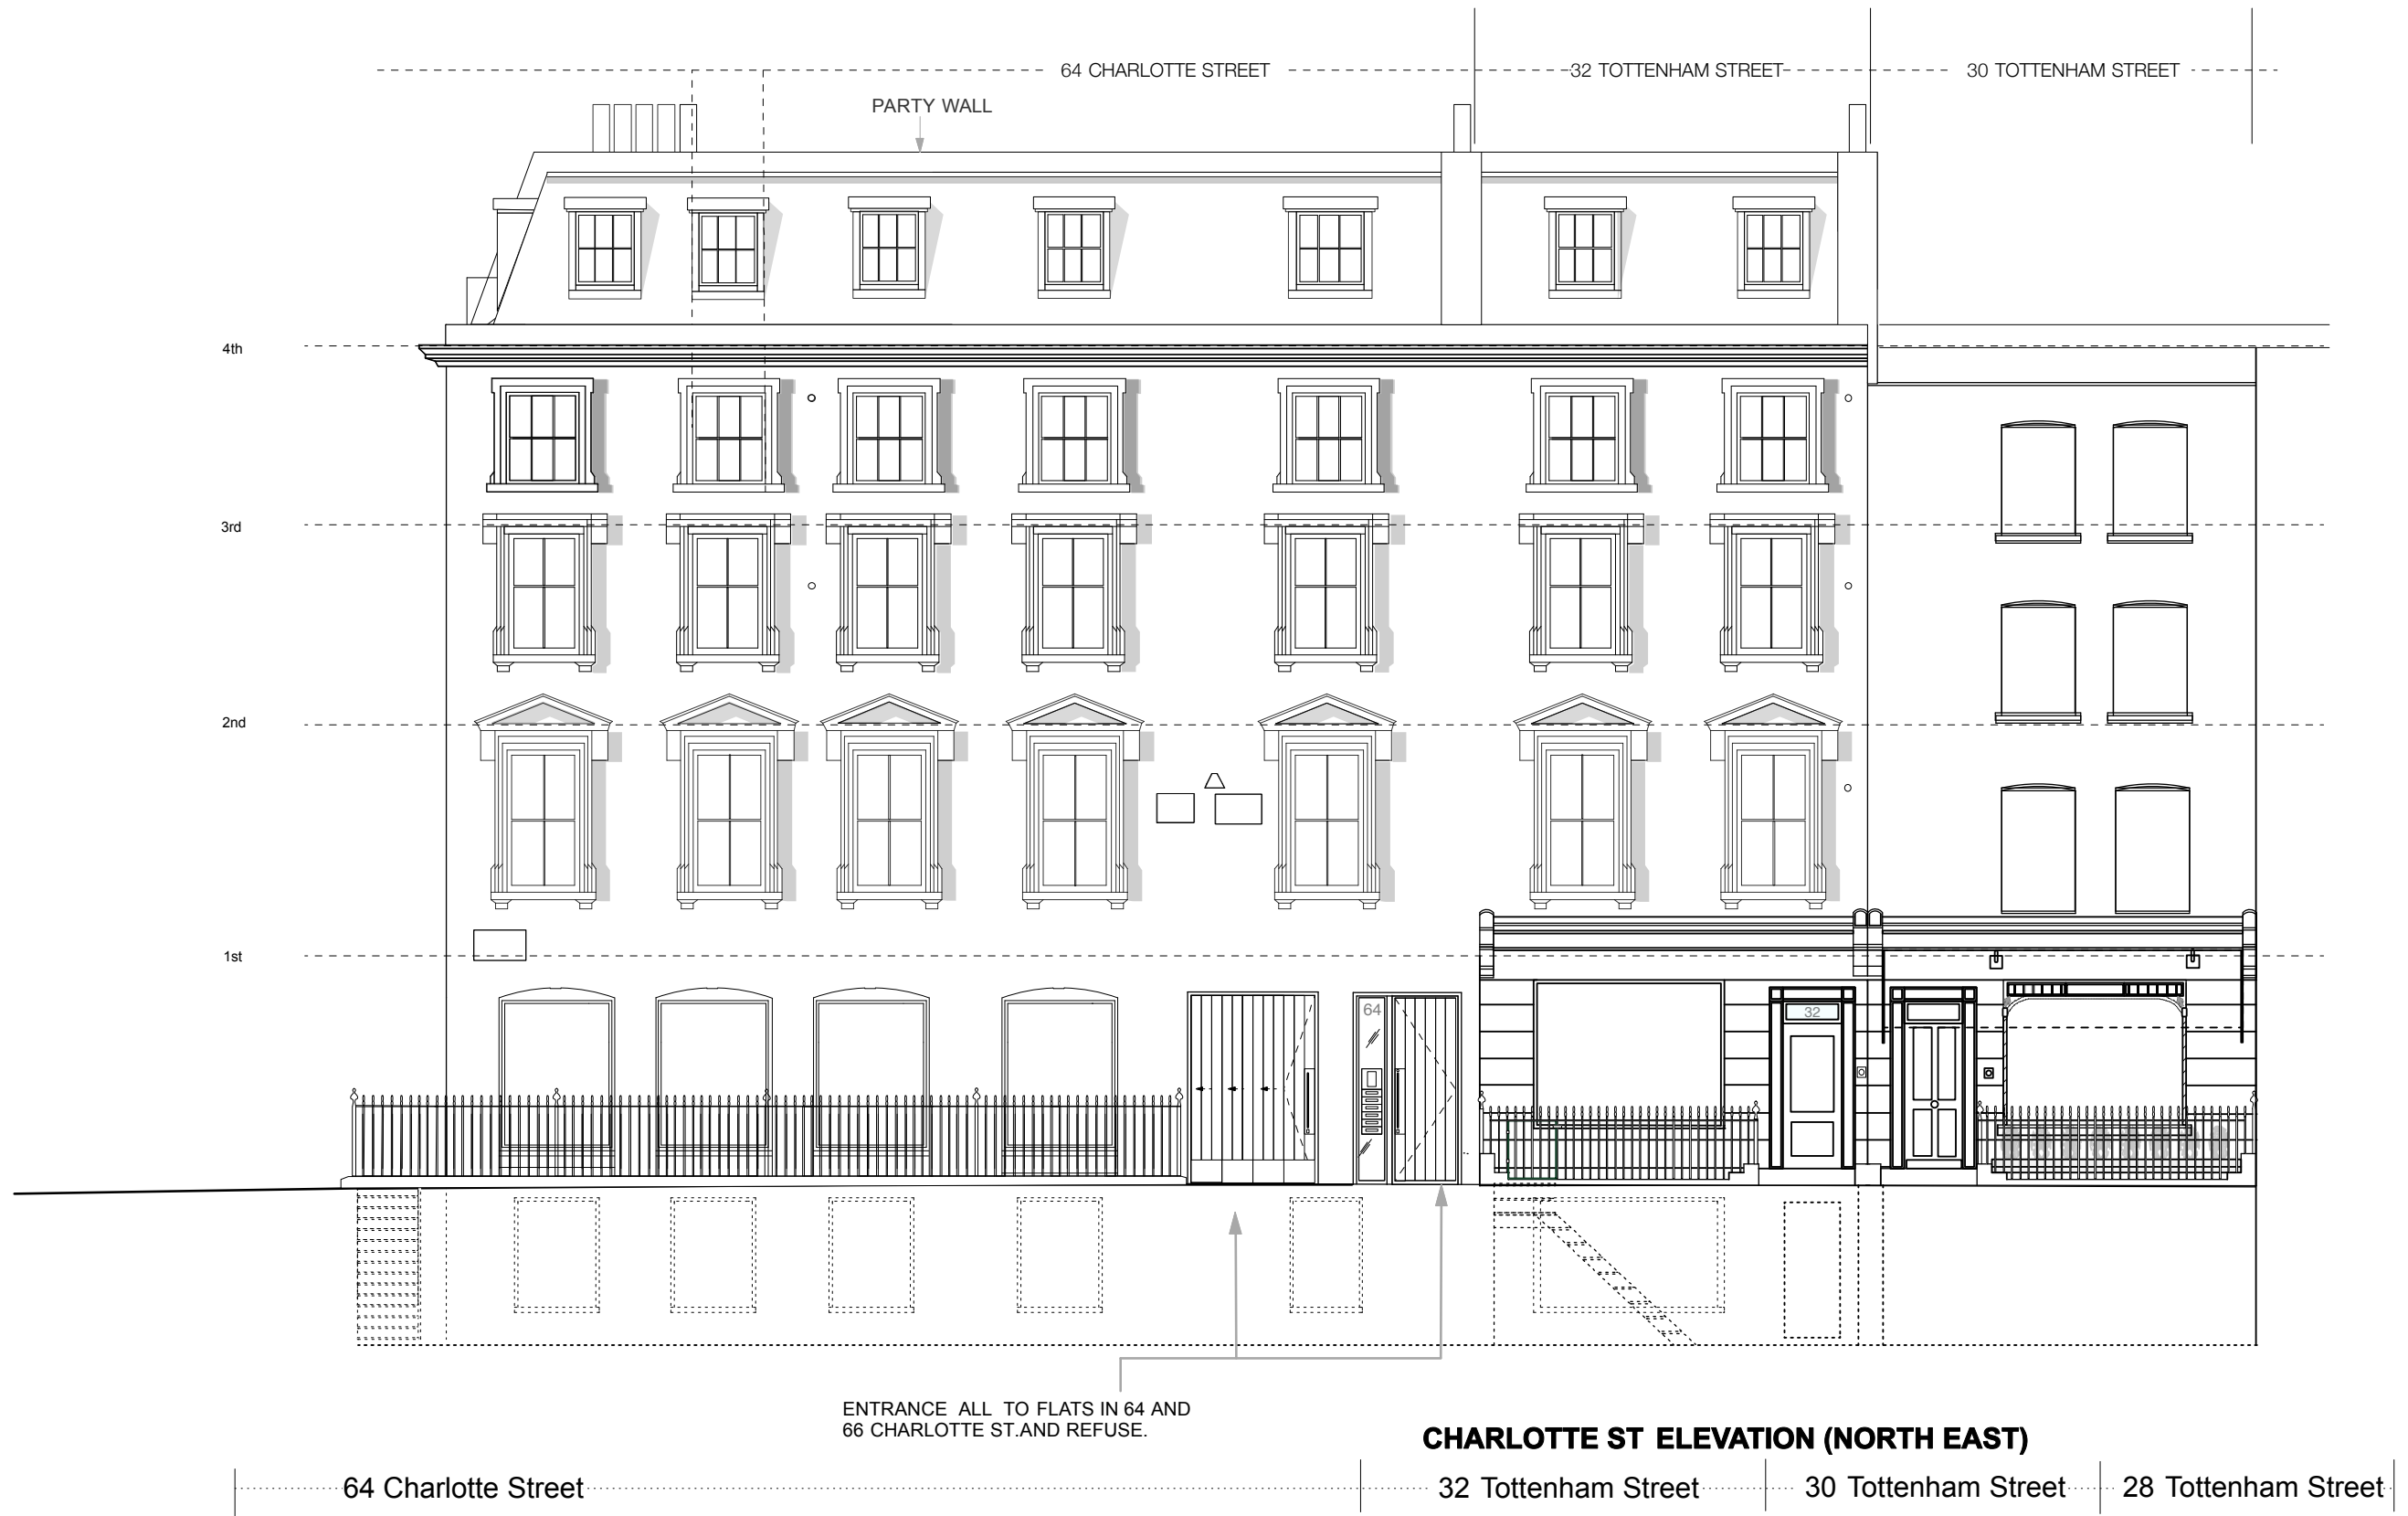 64 CHARLOTTE STREET
32 TOTTENHAM STREET
30 TOTTENHAM STREET
PARTY WALL
4th
3rd
2nd
1st
64
32
ENTRANCE ALL TO FLATS IN 64 AND
66 CHARLOTTE ST.AND REFUSE.
CHARLOTTE ST ELEVATION (NORTH EAST)
64 Charlotte Street
32 Tottenham Street
30 Tottenham Street
28 Tottenham Street